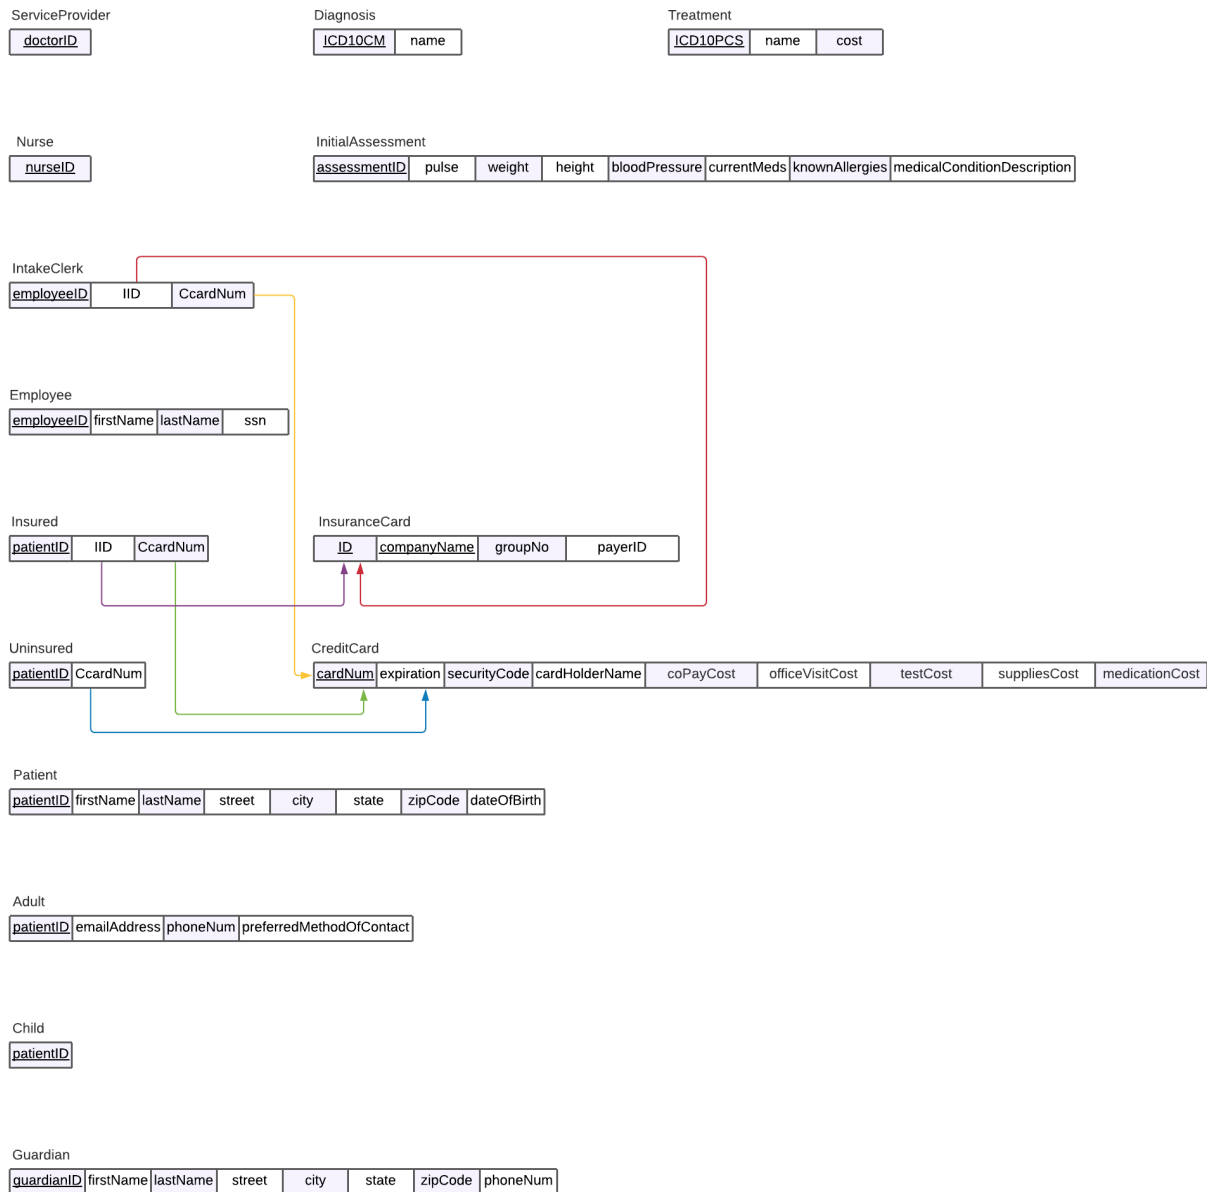 ServiceProvider Diagnosis Treatment
doctorID ICD10CM name ICD10PCS name cost
Nurse InitialAssessment
nurseID assessmentID pulse weight height bloodPressure currentMeds knownAllergies medicalConditionDescription
IntakeClerk
employeeID IID CcardNum
Employee
employeeID firstName lastName ssn
Insured InsuranceCard
patientID IID CcardNum ID companyName groupNo payerID
Uninsured CreditCard
patientID CcardNum cardNum expiration securityCode cardHolderName coPayCost officeVisitCost testCost suppliesCost medicationCost
Patient
patientID firstName lastName street city state zipCode dateOfBirth
Adult
patientID emailAddress phoneNum preferredMethodOfContact
Child
patientID
Guardian
guardianID firstName lastName street city state zipCode phoneNum